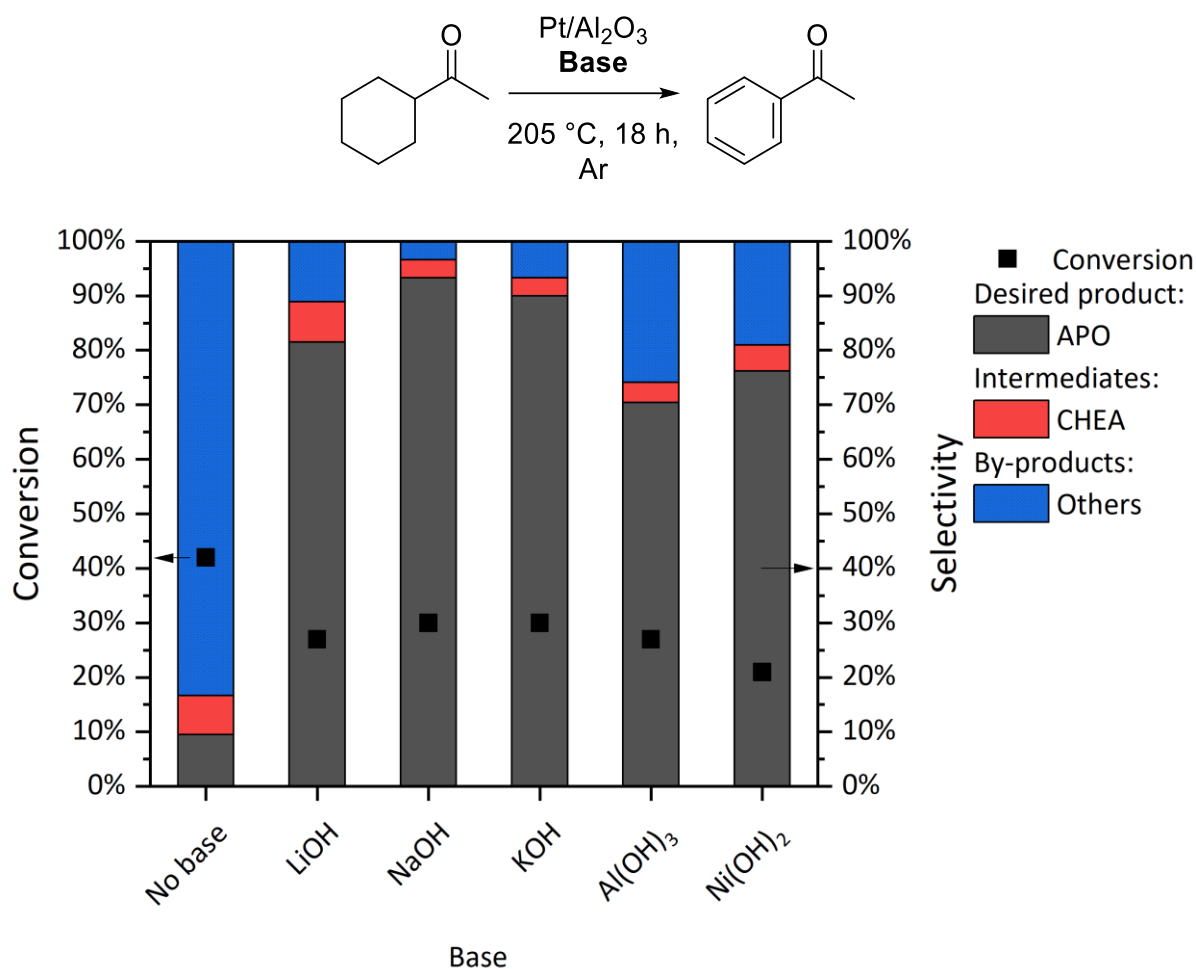 O
O
Pt/Al₂O₃
Base
205 °C, 18 h,
Ar
Conversion
100%
90%
80%
70%
60%
50%
40%
30%
20%
10%
0%
100%
90%
80%
70%
60%
50%
40%
30%
20%
10%
0%
Selectivity
No base
LiOH
NaOH
KOH
Al(OH)₃
Ni(OH)₂
Base
Conversion
Desired product:
APO
Intermediates:
CHEA
By-products:
Others